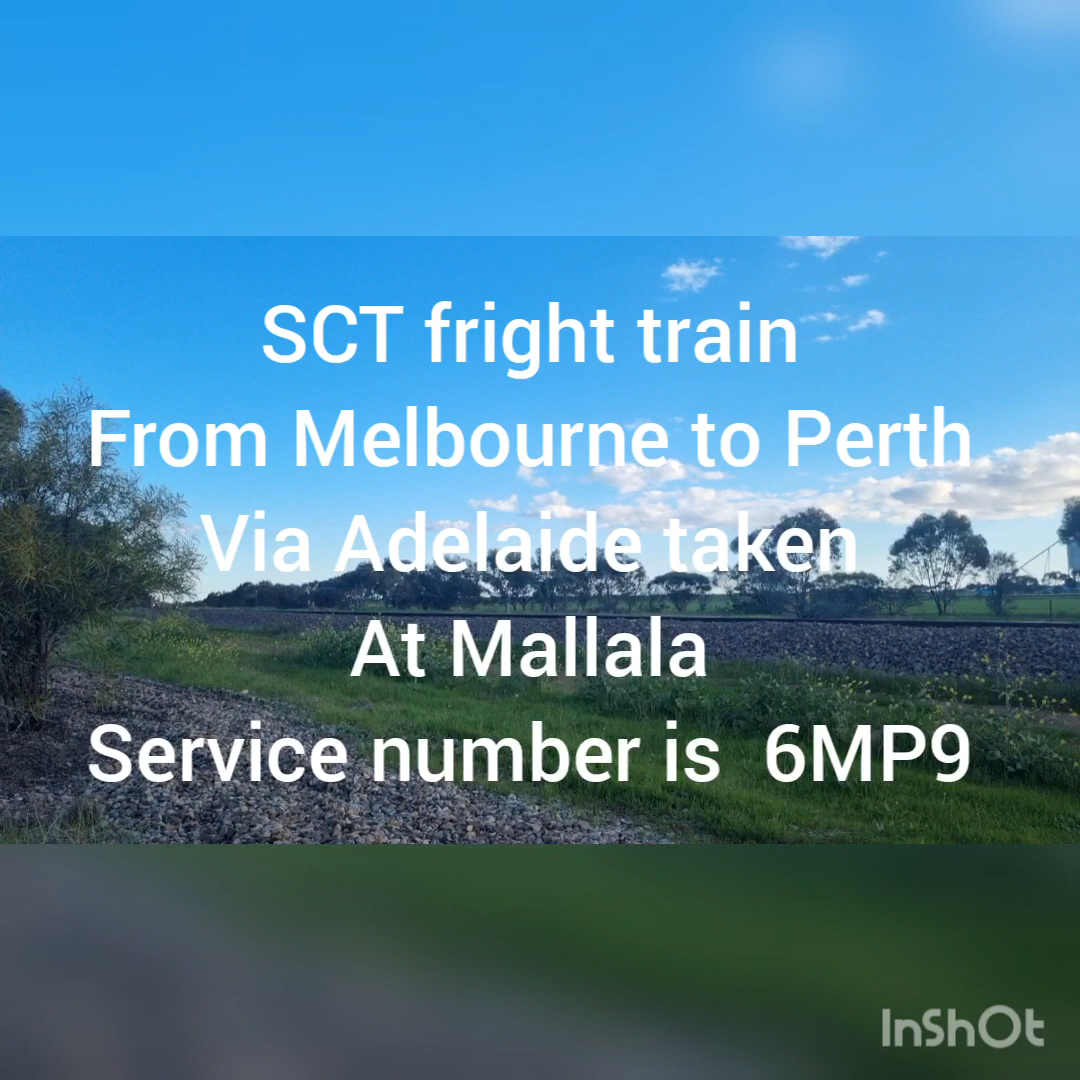 SCT fright train
From Melbourne to Perth
Via Adelaide taken
At Mallala
Service number is  6MP9
InShOt